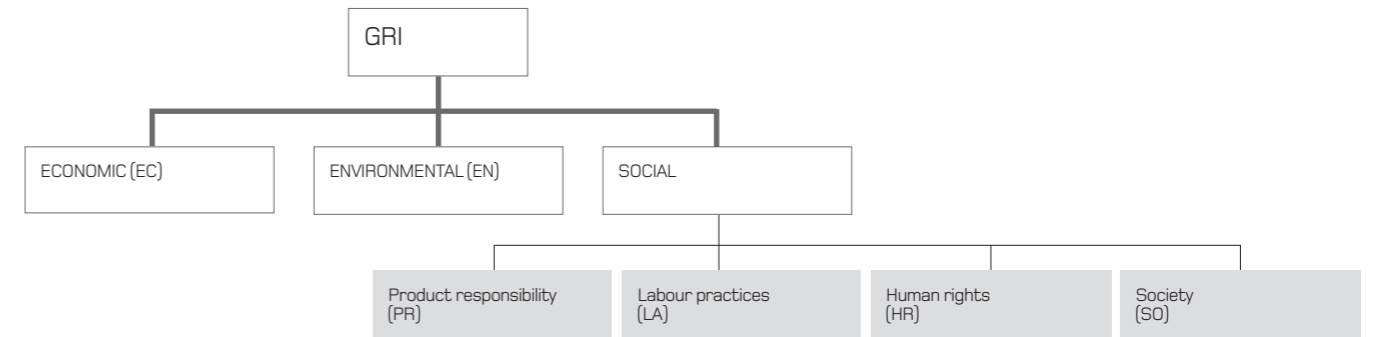 GRI
ECONOMIC (EC)
ENVIRONMENTAL (EN)
SOCIAL
Product responsibility
(PR)
Labour practices
(LA)
Human rights
(HR)
Society
(SO)